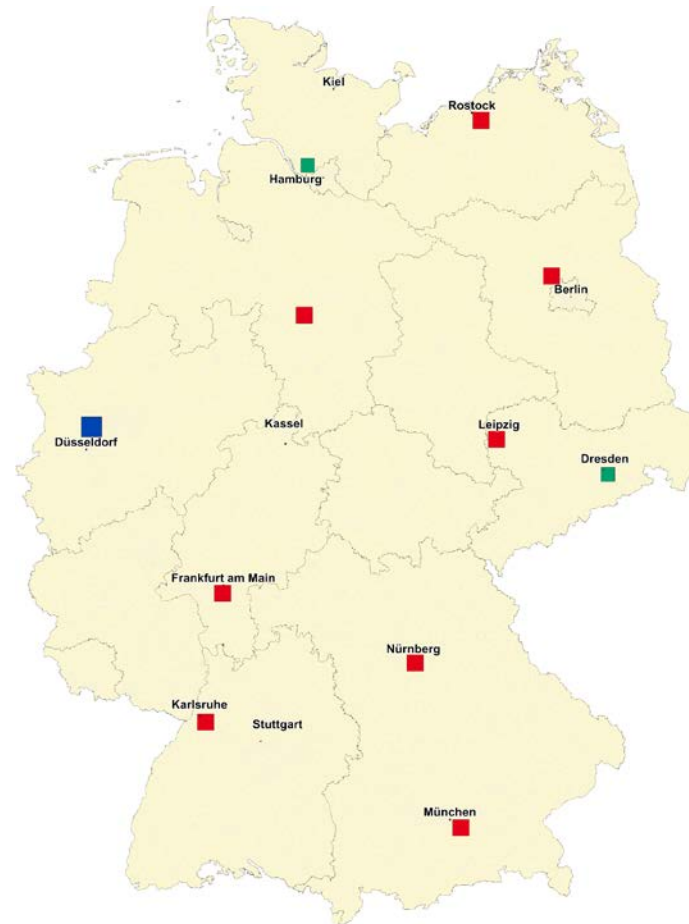 Kiel
Rostock
Hamburg
Berlin
Kassel
Leipzig
Düsseldorf
Dresden
Frankfurt am Main
Nürnberg
Karlsruhe
Stuttgart
München